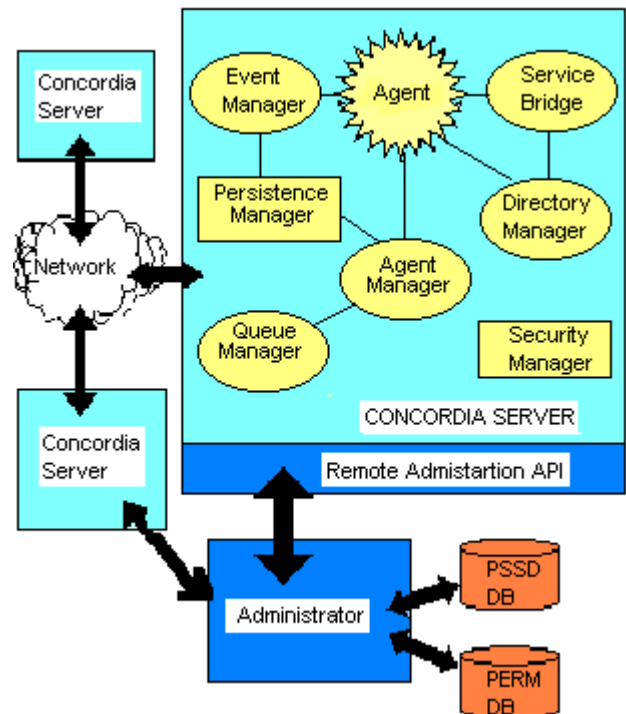 Concordia
Server
Event
Manager
Agent
Service
Bridge
Persistence
Manager
Directory
Manager
Network
Agent
Manager
Queue
Manager
Security
Manager
CONCORDIA SERVER
Concordia
Server
Remote Admistartion API
Administrator
PSSD
DB
PERM
DB